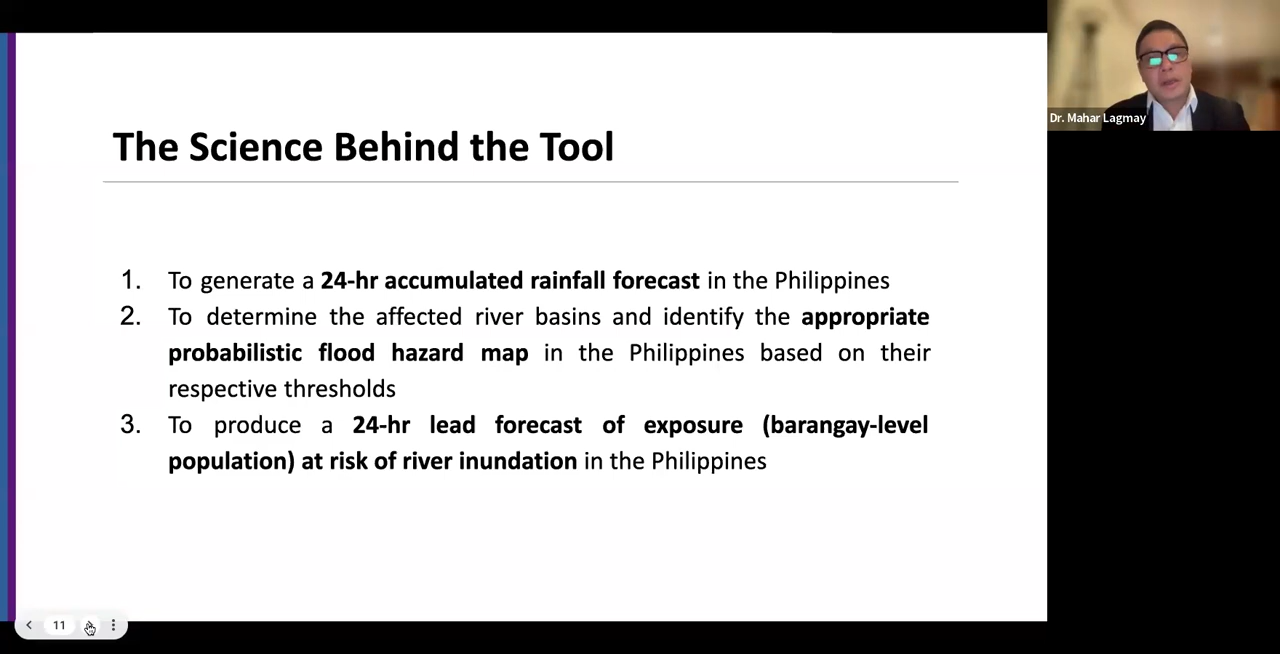 The Science Behind the Tool
1. To generate a 24-hr accumulated rainfall forecast in the Philippines
2. To determine the affected river basins and identify the appropriate
probabilistic flood hazard map in the Philippines based on their
respective thresholds
3. To produce a 24-hr lead forecast of exposure (barangay-level
population) at risk of river inundation in the Philippines
Dr. Mahar Lagmay
11